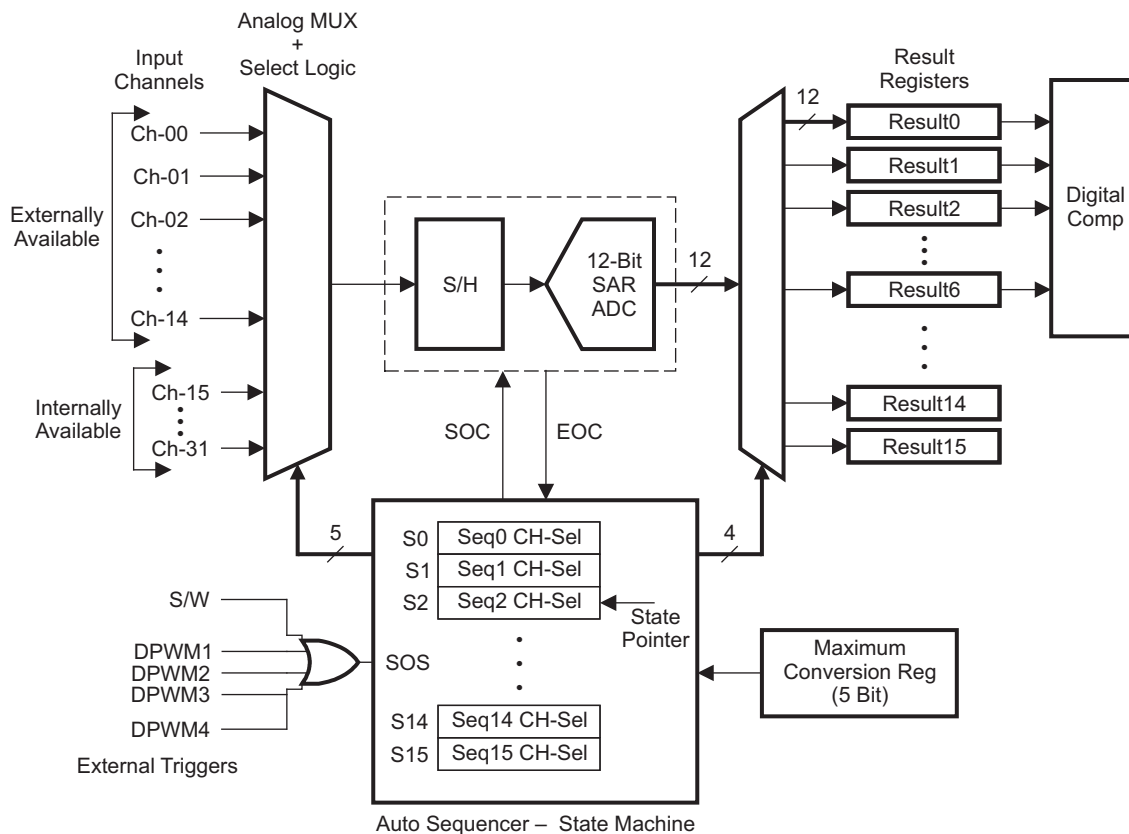 Analog MUX
+
Select Logic
Input
Channels
Ch-00
Ch-01
Ch-02
Ch-14
Ch-15
Ch-31
Externally
Available
Internally
Available
S/H
12-Bit
SAR
ADC
12
SOC
EOC
12
Result
Registers
Result0
Result1
Result2
Result6
Result14
Result15
Digital
Comp
5
4
S0 Seq0 CH-Sel
S1 Seq1 CH-Sel
S2 Seq2 CH-Sel
State
Pointer
SOS
S14 Seq14 CH-Sel
S15 Seq15 CH-Sel
S/W
DPWM1
DPWM2
DPWM3
DPWM4
External Triggers
Maximum
Conversion Reg
(5 Bit)
Auto Sequencer – State Machine